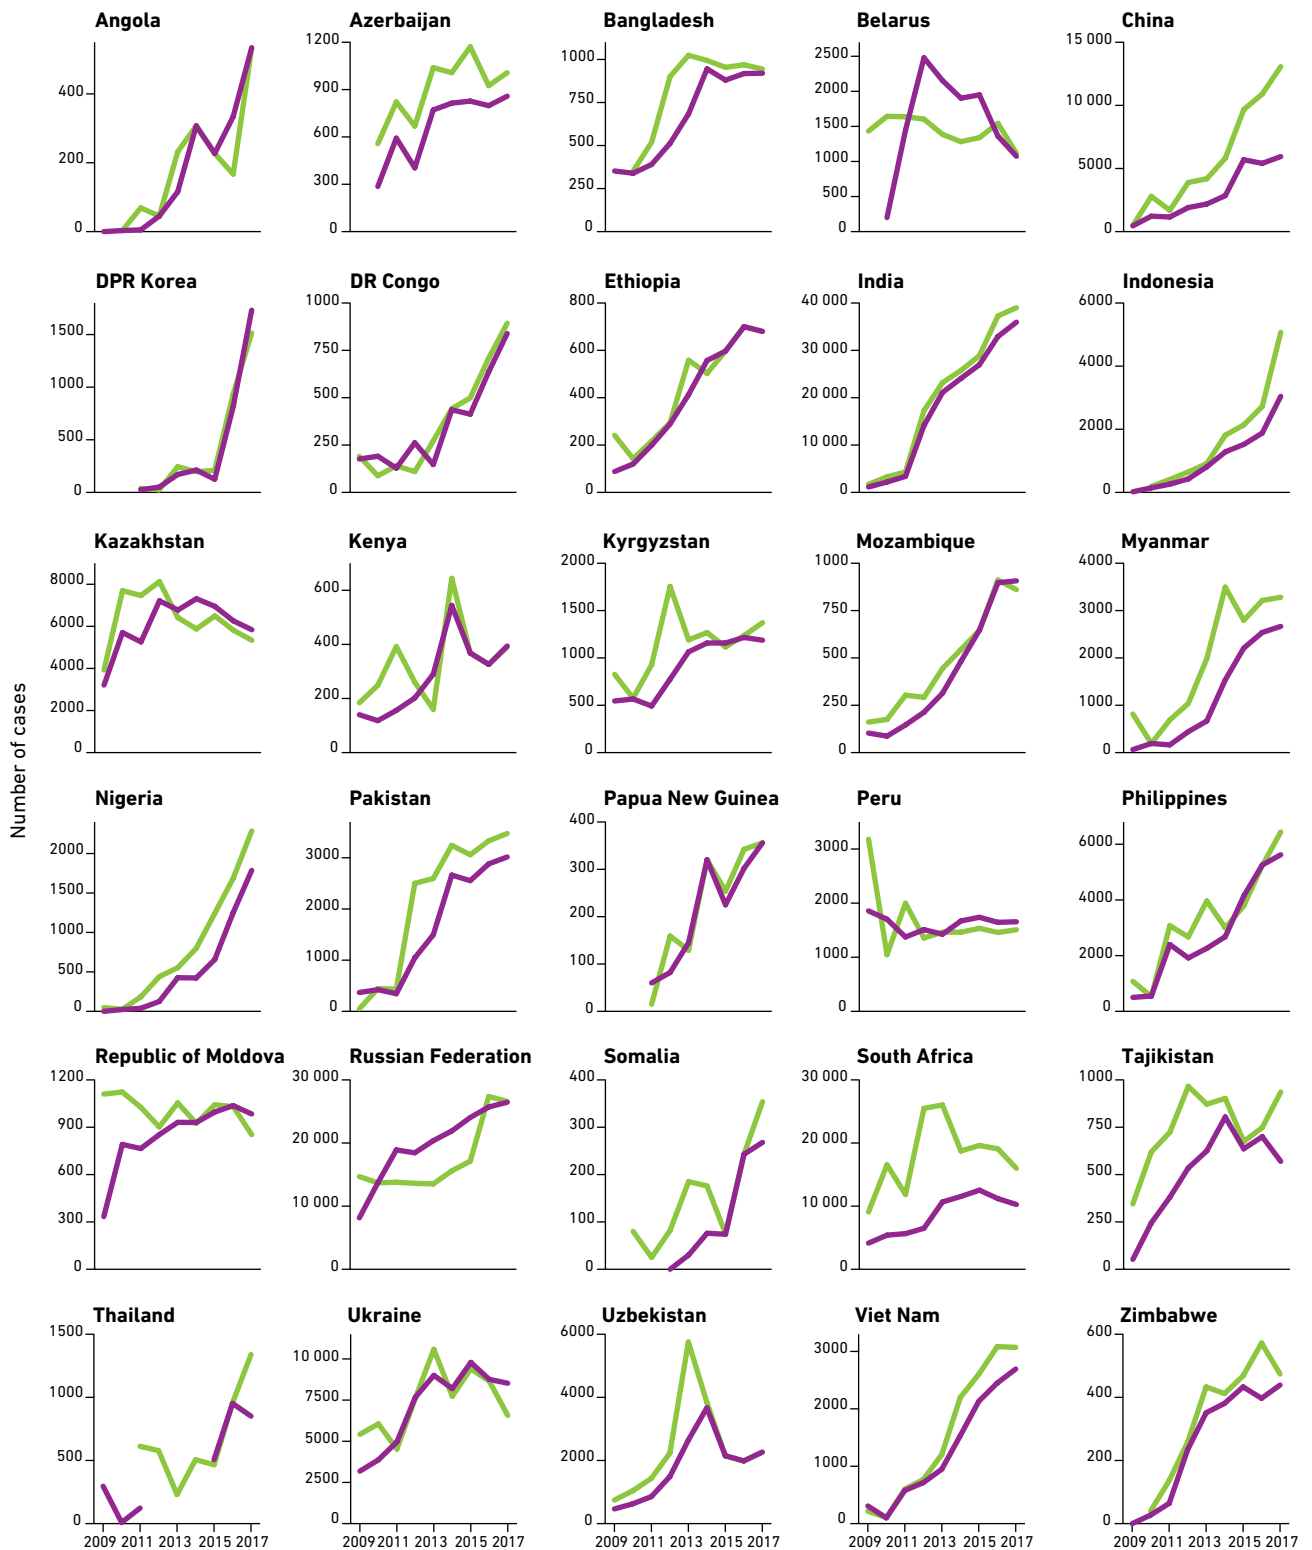 Angola Azerbaijan Bangladesh Belarus China
1200 1000 2500 15 000
400 900 2000
750 10 000
600 1500
200 500 1000 5000
300 250 500
0 0 0 0 0
DPR Korea DR Congo Ethiopia India Indonesia
1000 800 40 000 6000
1500 750 600 30 000
1000 500 400 20 000 4000
500 250 200 10 000 2000
0 0 0 0 0
Kazakhstan Kenya Kyrgyzstan Mozambique Myanmar
2000 1000 4000
8000 600
6000 1500 750 3000
400
4000 1000 500 2000
2000 200 500 250 1000
0 0 0 0 0
Number of cases
Nigeria Pakistan Papua New Guinea Peru Philippines
400
2000 3000 3000 6000
300
1500 2000 4000
1000 200
500 1000 100 1000 2000
0 0 0 0 0
Republic of Moldova Russian Federation Somalia South Africa Tajikistan
1200 30 000 400 30 000 1000
900 20 000 300 20 000 750
600 200 500
300 10 000 100 10 000 250
0 0 0 0 0
Thailand Ukraine Uzbekistan Viet Nam Zimbabwe
1500 6000 600
10 000 3000
1000 7500 4000 2000 400
5000
500 2500 2000 1000 200
0 0 0 0 0
2009 2011 2013 2015 2017 2009 2011 2013 2015 2017 2009 2011 2013 2015 2017 2009 2011 2013 2015 2017 2009 2011 2013 2015 2017